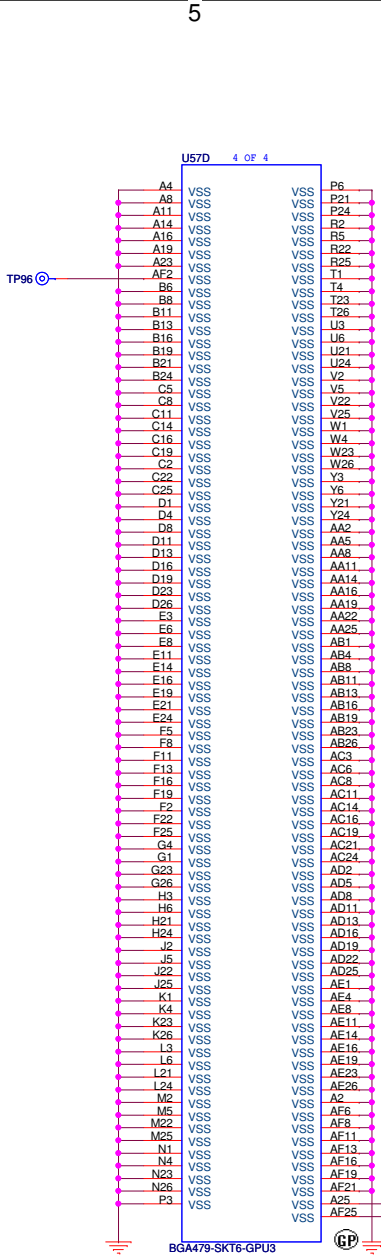 5
U57D 4 OF 4
A4 VSS VSS P6
A8 VSS VSS P21
A11 VSS VSS P24
A14 VSS VSS R2
A16 VSS VSS R5
A19 VSS VSS R22
A23 VSS VSS R25
TP96 AF2 VSS VSS T1
B6 VSS VSS T4
B8 VSS VSS T23
B11 VSS VSS T26
B13 VSS VSS U3
B16 VSS VSS U6
B19 VSS VSS U21
B21 VSS VSS U24
B24 VSS VSS V2
C5 VSS VSS V5
C8 VSS VSS V22
C11 VSS VSS V25
C14 VSS VSS W1
C16 VSS VSS W4
C19 VSS VSS W23
C2 VSS VSS W26
C22 VSS VSS Y3
C25 VSS VSS Y6
D1 VSS VSS Y21
D4 VSS VSS Y24
D8 VSS VSS AA2
D11 VSS VSS AA5
D13 VSS VSS AA8
D16 VSS VSS AA11
D19 VSS VSS AA14
D23 VSS VSS AA16
D26 VSS VSS AA19
E3 VSS VSS AA22
E6 VSS VSS AA25
E8 VSS VSS AB1
E11 VSS VSS AB4
E14 VSS VSS AB8
E16 VSS VSS AB11
E19 VSS VSS AB13
E21 VSS VSS AB16
E24 VSS VSS AB19
F5 VSS VSS AB23
F8 VSS VSS AB26
F11 VSS VSS AC3
F13 VSS VSS AC6
F16 VSS VSS AC8
F19 VSS VSS AC11
F2 VSS VSS AC14
F22 VSS VSS AC16
F25 VSS VSS AC19
G4 VSS VSS AC21
G1 VSS VSS AC24
G23 VSS VSS AD2
G26 VSS VSS AD5
H3 VSS VSS AD8
H6 VSS VSS AD11
H21 VSS VSS AD13
H24 VSS VSS AD16
J2 VSS VSS AD19
J5 VSS VSS AD22
J22 VSS VSS AD25
J25 VSS VSS AE1
K1 VSS VSS AE4
K4 VSS VSS AE8
K23 VSS VSS AE11
K26 VSS VSS AE14
L3 VSS VSS AE16
L6 VSS VSS AE19
L21 VSS VSS AE23
L24 VSS VSS AE26
M2 VSS VSS A2
M5 VSS VSS AF6
M22 VSS VSS AF8
M25 VSS VSS AF11
N1 VSS VSS AF13
N4 VSS VSS AF16
N23 VSS VSS AF19
N26 VSS VSS AF21
P3 VSS VSS A25
VSS AF25
GP
BGA479-SKT6-GPU3